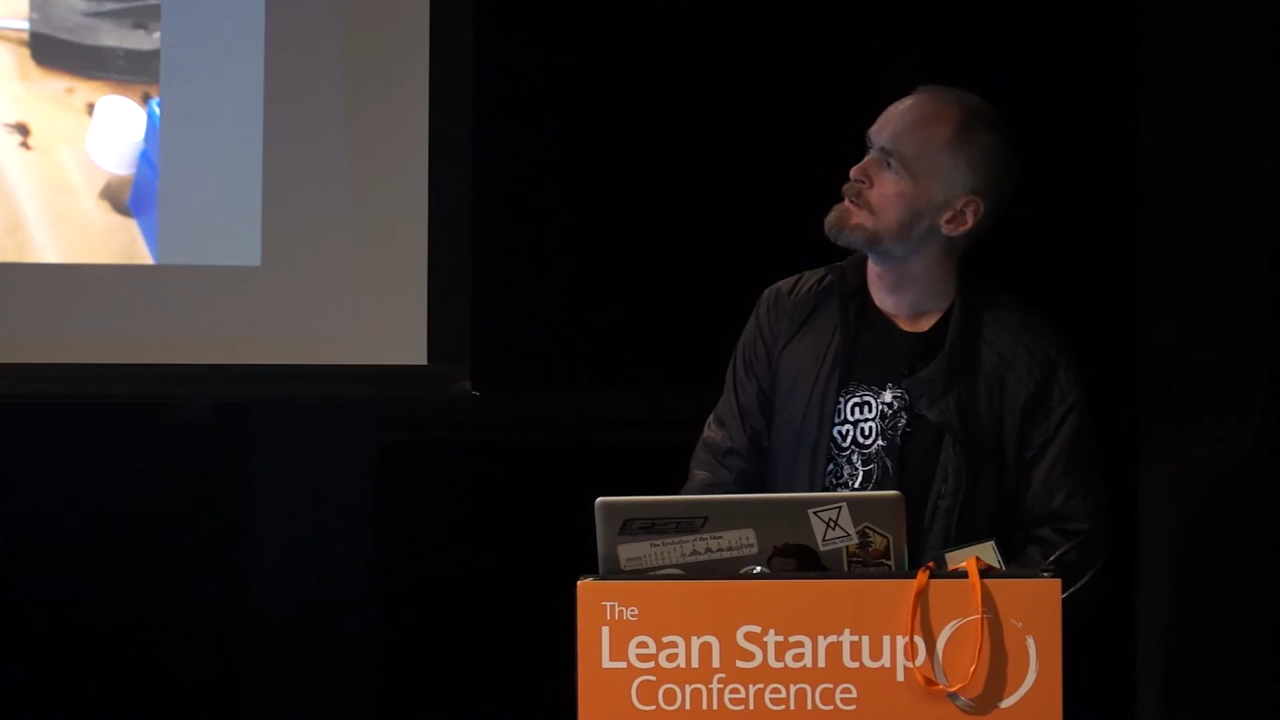 The Evolution of the Man
The
Lean Startup
Conference